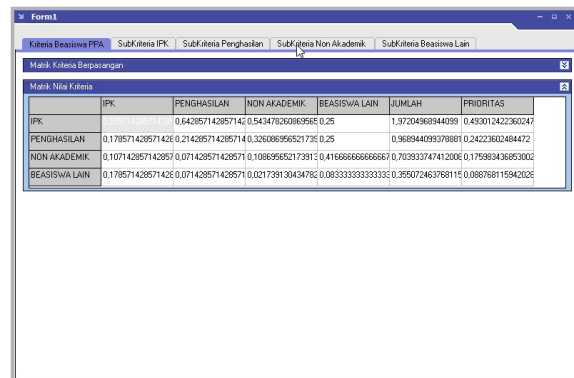 Form1
Kriteria Beasiswa PPA SubKriteria IPK SubKriteria Penghasilan SubKriteria Non Akademik SubKriteria Beasiswa Lain
Matrik Kriteria Berpasangan
Matrik Nilai Kriteria
IPK PENGHASILAN NON AKADEMIK BEASISWA LAIN JUMLAH PRIORITAS
IPK 0,642857142857142 0,543478260869565 0,25 1,97204968944099 0,493012422360247
PENGHASILAN 0,178571428571428 0,214285714285714 0,326086956521739 0,25 0,968944099378881 0,24223602484472
NON AKADEMIK 0,107142857142857 0,071428571428571 0,108695652173913 0,416666666666667 0,703933747412008 0,175983436853002
BEASISWA LAIN 0,178571428571428 0,071428571428571 0,0217391304347826 0,0833333333333333 0,355072463768115 0,0887681159420289